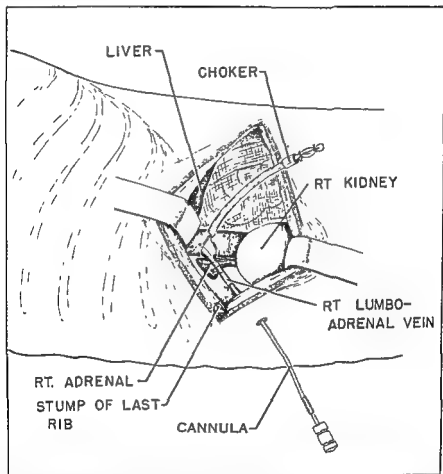 LIVER
CHOKER
RT KIDNEY
RT LUMBO-
ADRENAL VEIN
RT. ADRENAL
STUMP OF LAST
RIB
CANNULA